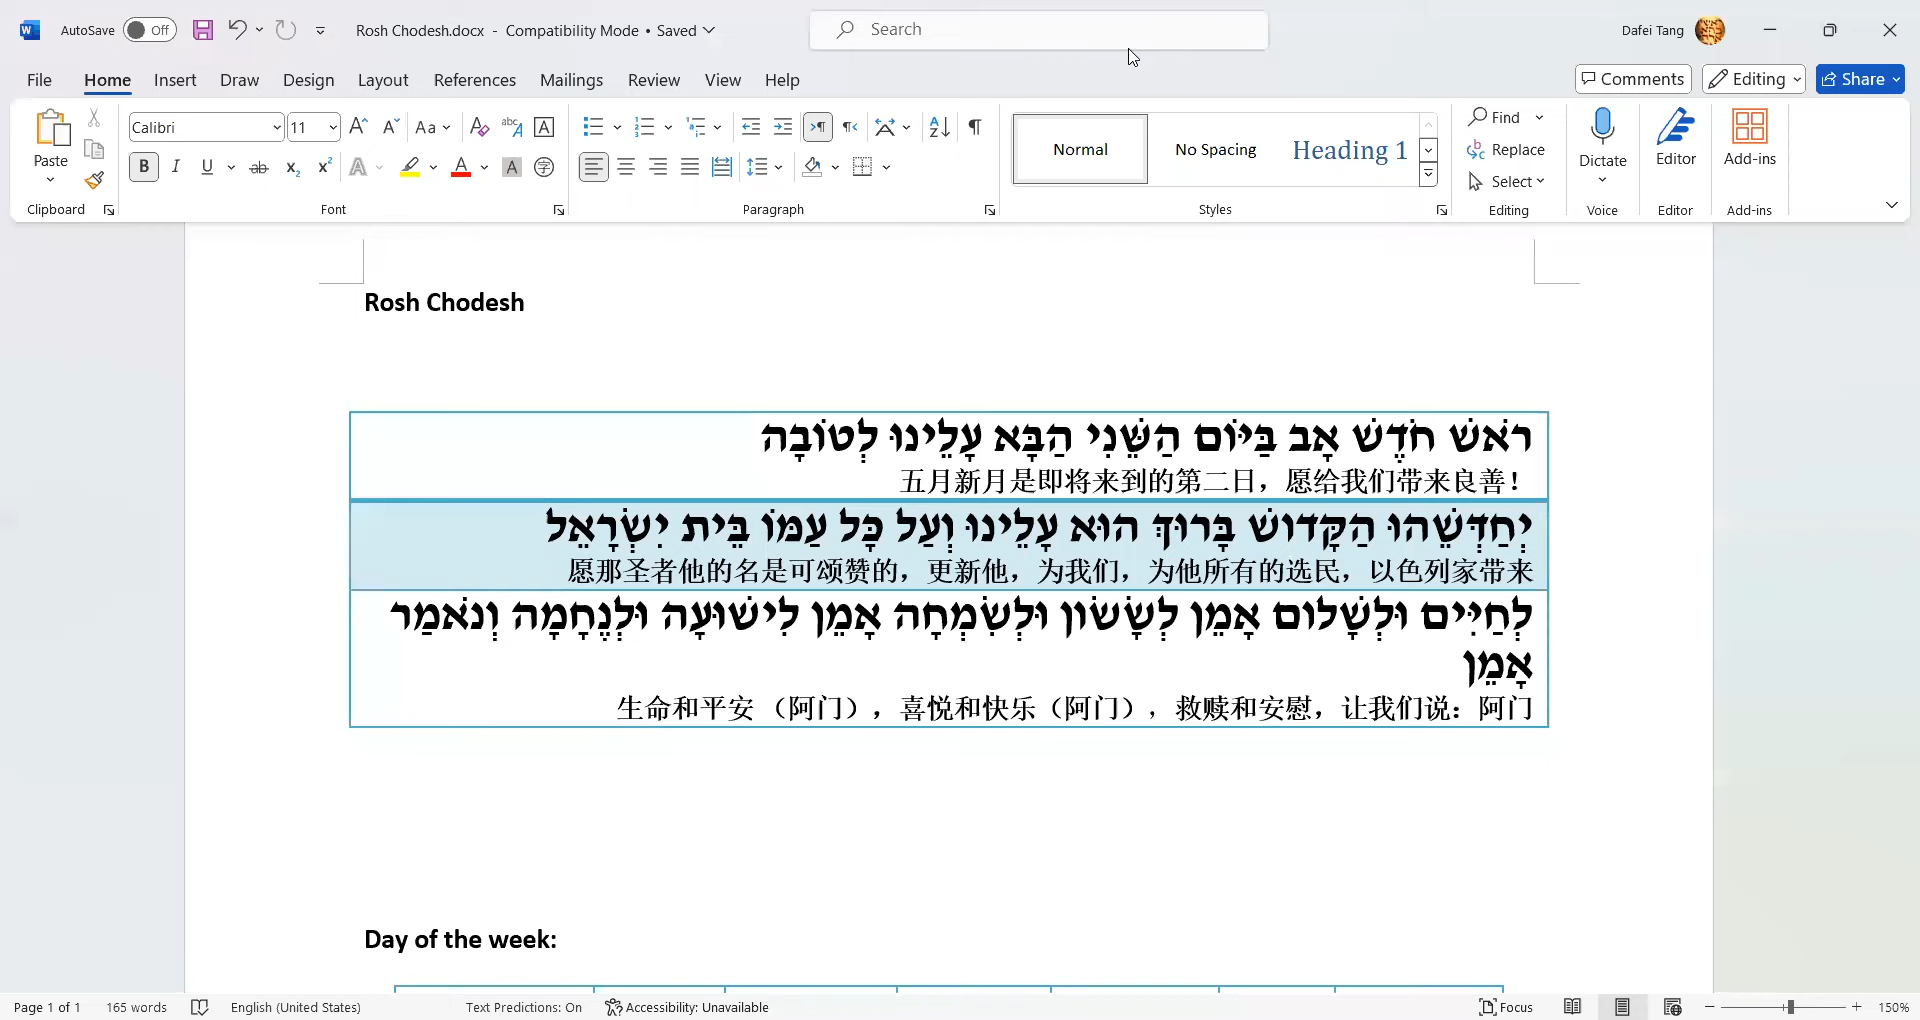 AutoSave Off Rosh Chodesh.docx - Compatibility Mode • Saved Search Dafei Tang
File Home Insert Draw Design Layout References Mailings Review View Help Comments Editing Share
Paste Calibri 11 Aa Normal No Spacing Heading 1 Find Replace Select Dictate Editor Add-ins
Clipboard Font Paragraph Styles Editing Voice Editor Add-ins
Rosh Chodesh
רֹאשׁ חֹדֶשׁ אָב בַּיּוֹם הַשֵּׁנִי הַבָּא עָלֵינוּ לְטוֹבָה
五月新月是即将来到的第二日，愿给我们带来良善！
יְחַדְּשֵׁהוּ הַקָּדוֹשׁ בָּרוּךְ הוּא עָלֵינוּ וְעַל כָּל עַמּוֹ בֵּית יִשְׂרָאֵל
愿那圣者他的名是可颂赞的，更新他，为我们，为他所有的选民，以色列家带来
לְחַיִּים וּלְשָׁלוֹם אָמֵן לְשָׂשׂוֹן וּלְשִׂמְחָה אָמֵן לִישׁוּעָה וּלְנֶחָמָה וְנֹאמַר
אָמֵן
生命和平安（阿门），喜悦和快乐（阿门），救赎和安慰，让我们说：阿门
Day of the week:
Page 1 of 1 165 words English (United States) Text Predictions: On Accessibility: Unavailable Focus 150%